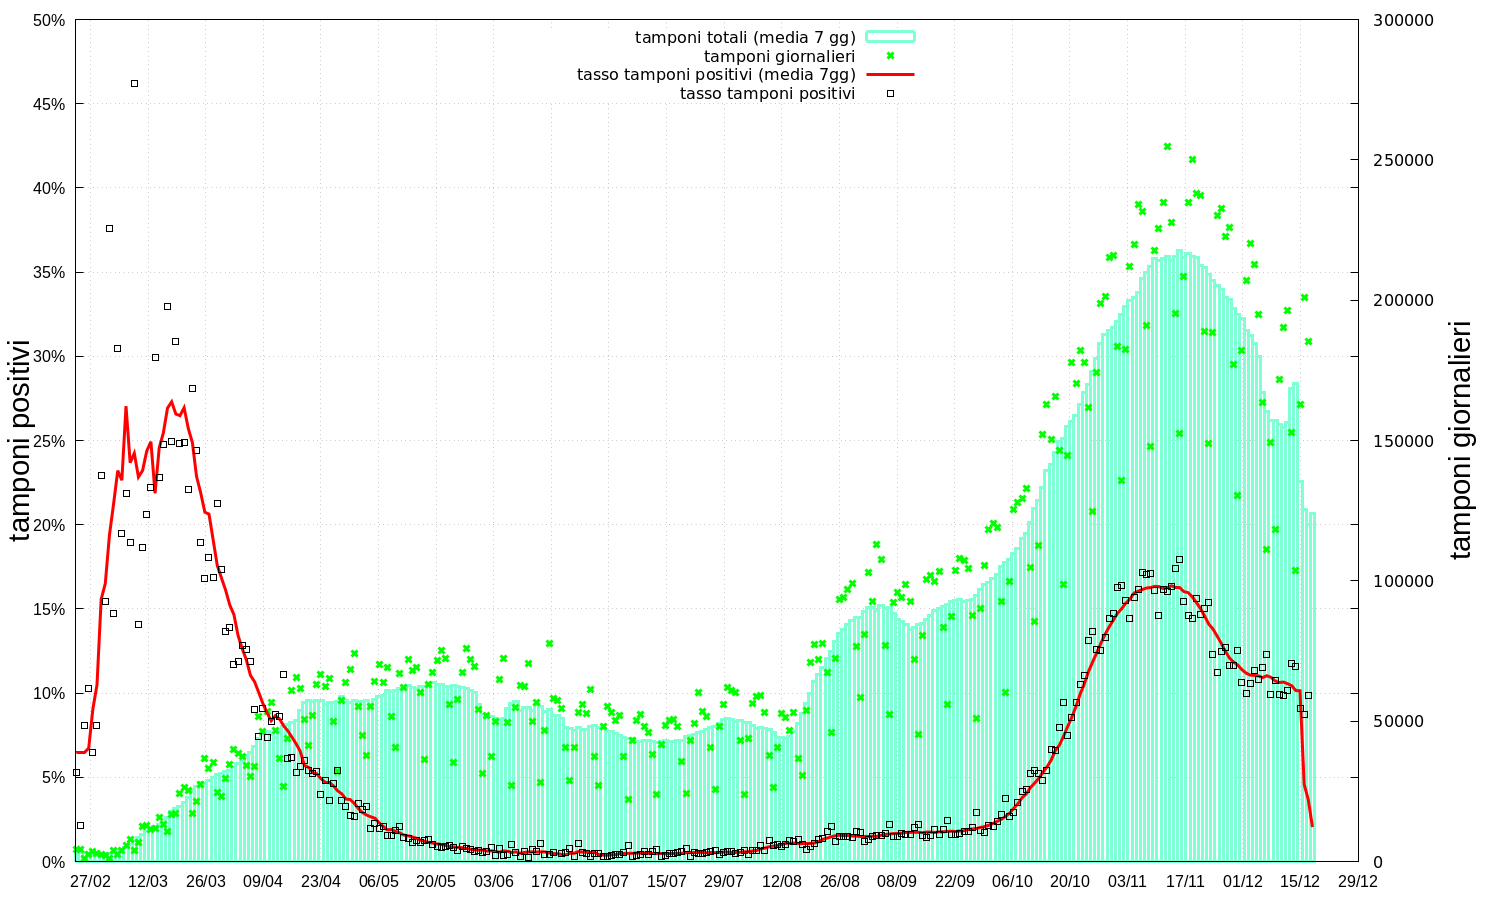 tamponi totali (media 7 gg)
tamponi giornalieri
tasso tamponi positivi (media 7gg)
tasso tamponi positivi
50%
45%
40%
35%
30%
25%
20%
15%
10%
5%
0%
tamponi positivi
300000
250000
200000
150000
100000
50000
0
tamponi giornalieri
27/02 12/03 26/03 09/04 23/04 06/05 20/05 03/06 17/06 01/07 15/07 29/07 12/08 26/08 08/09 22/09 06/10 20/10 03/11 17/11 01/12 15/12 29/12